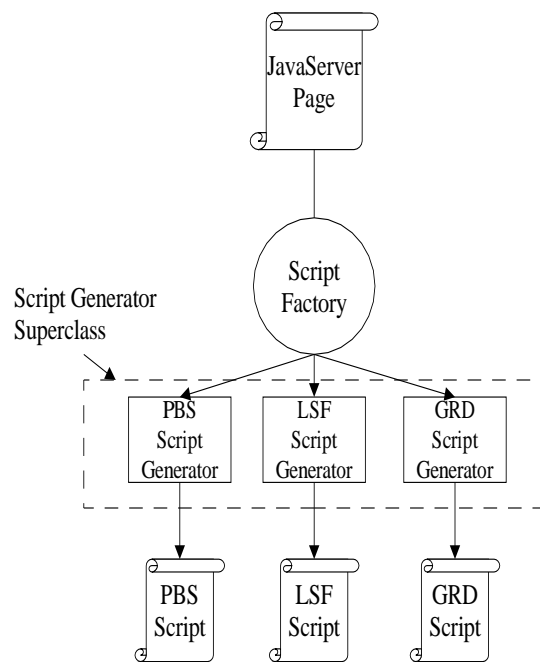 JavaServer
Page
Script
Factory
Script Generator
Superclass
PBS
Script
Generator
LSF
Script
Generator
GRD
Script
Generator
PBS
Script
LSF
Script
GRD
Script